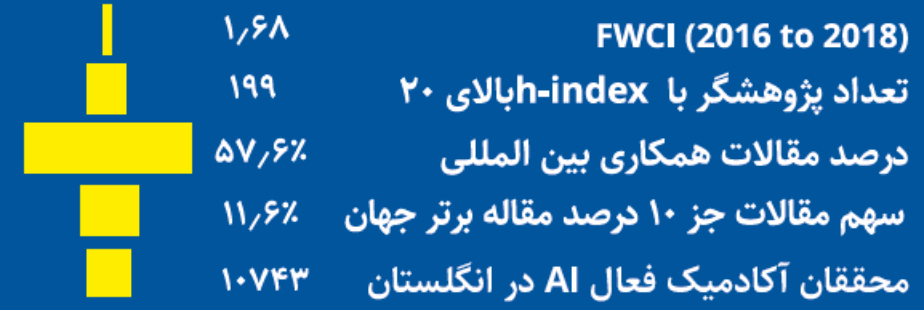 FWCI (2016 to 2018) ۱٫۶۸
تعداد پژوهشگر با h-index بالای ۲۰ ۱۹۹
درصد مقالات همکاری بین المللی ۵۷٫۶٪
سهم مقالات جز ۱۰ درصد مقاله برتر جهان ۱۱٫۶٪
محققان آکادمیک فعال AI در انگلستان ۱۰۷۴۳